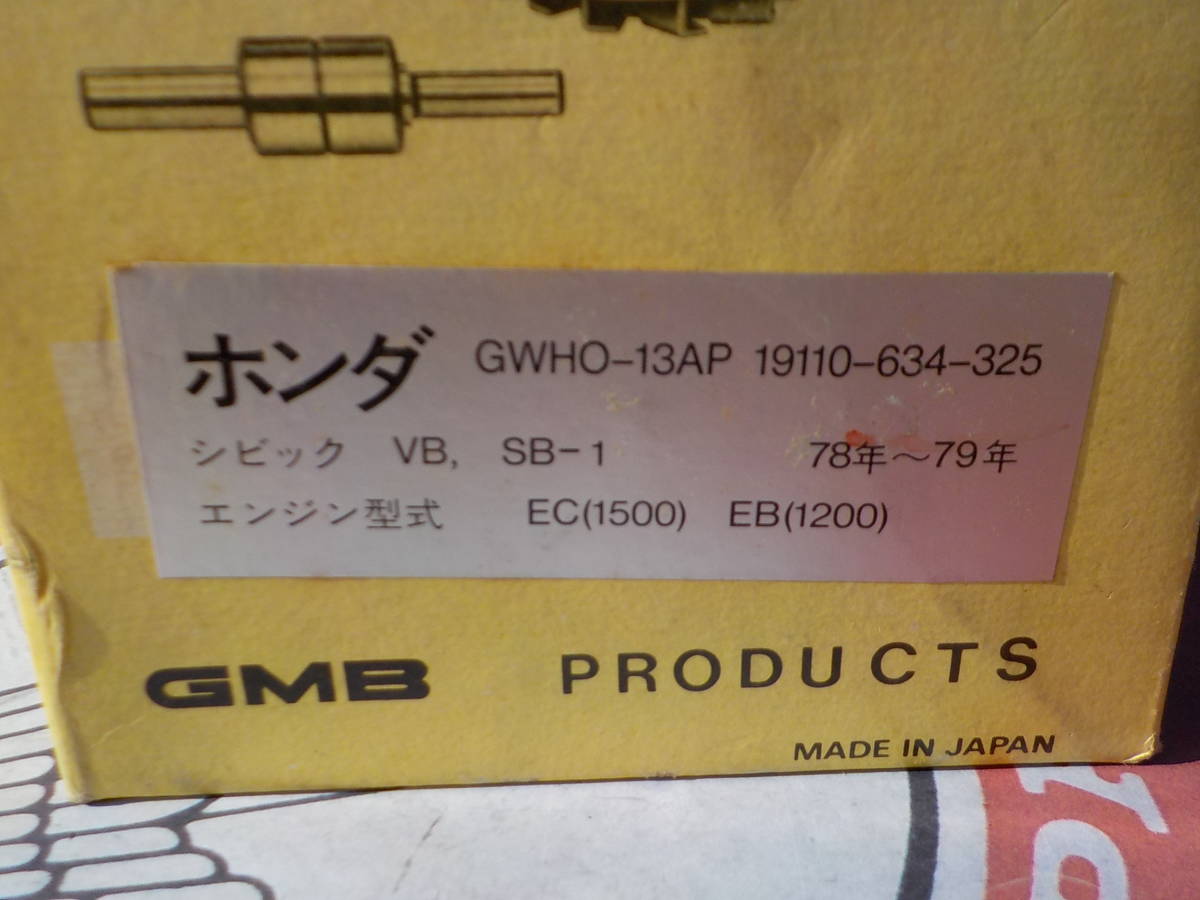 ホンダ GWHO-13AP 19110-634-325
シビック VB, SB-1 78年~79年
エンジン型式 EC(1500) EB(1200)
GMB PRODUCTS
MADE IN JAPAN